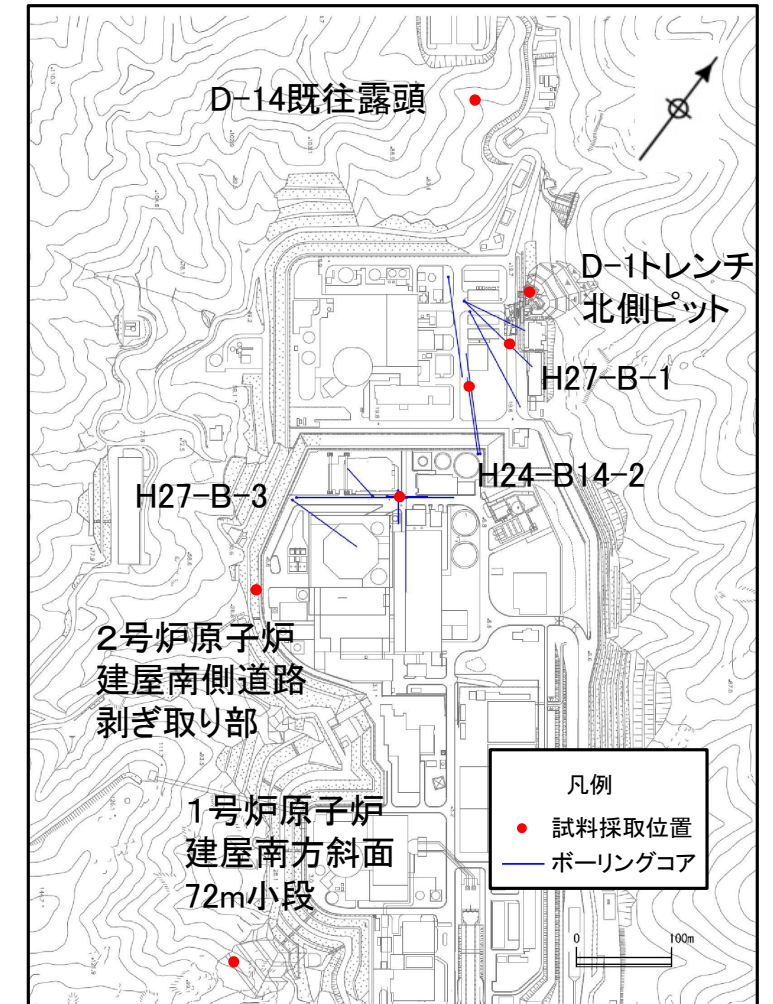 D-14既往露頭
D-1トレンチ
北側ピット
H27-B-1
H24=B14-2
H27-B-3
2号炉原子炉
建屋南側道路
剥ぎ取り部
1号炉原子炉
建屋南方斜面
72m小段
凡例
試料採取位置
ボーリングコア
0 100m